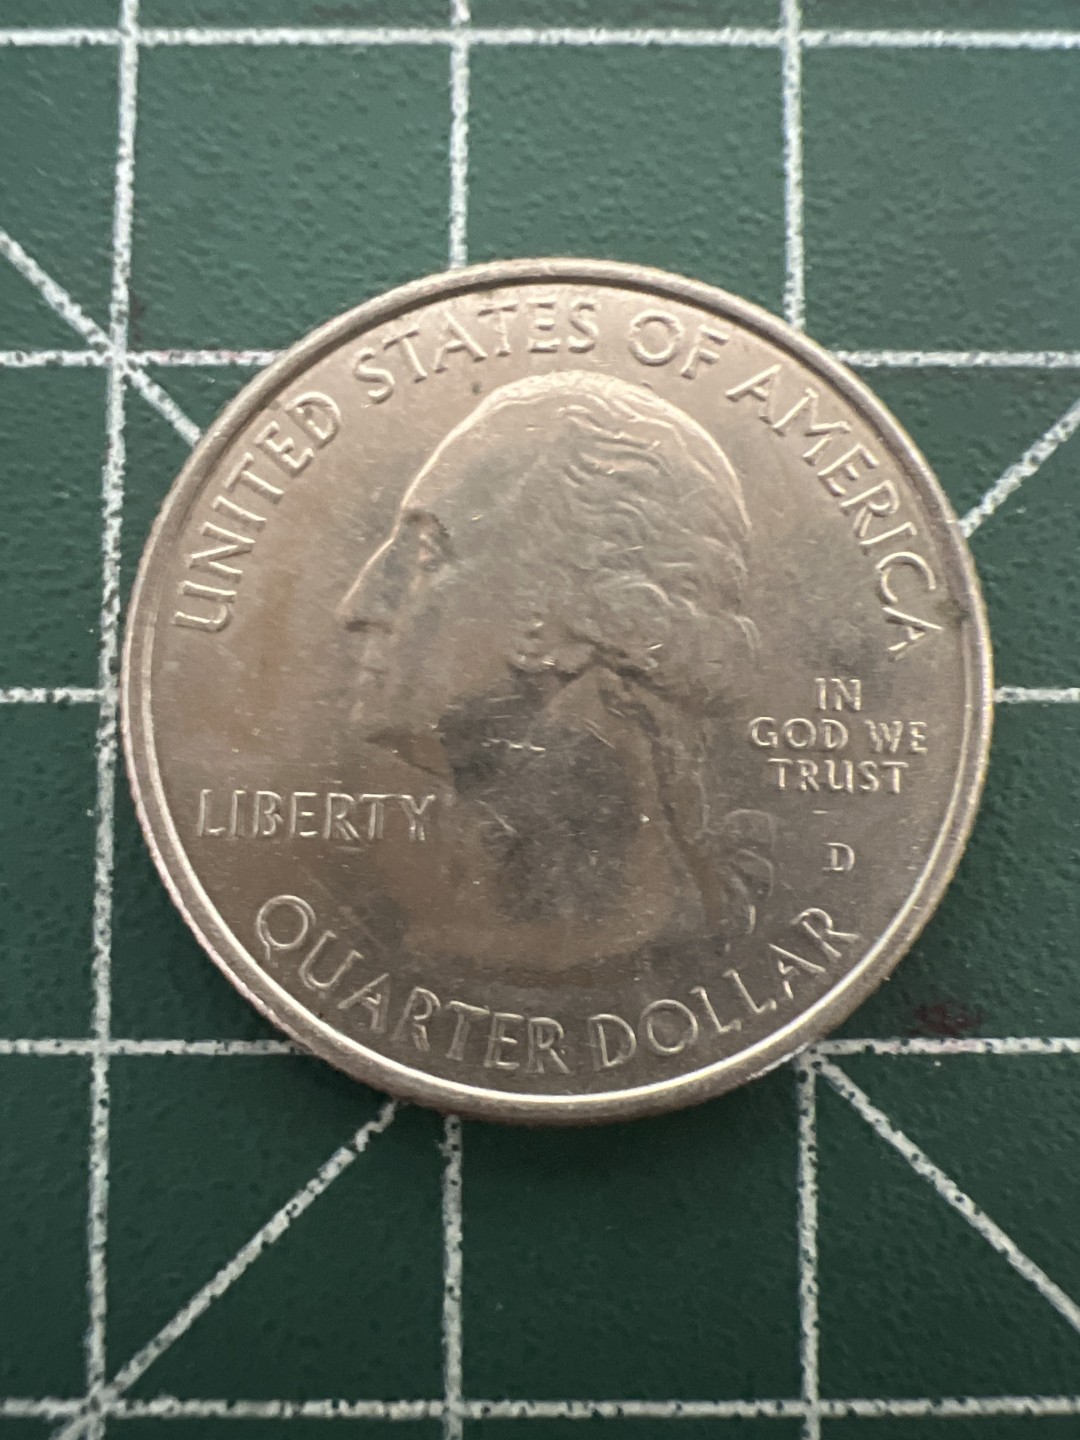 UNITED STATES OF AMERICA
IN
GOD WE
TRUST
LIBERTY
D
QUARTER DOLLAR